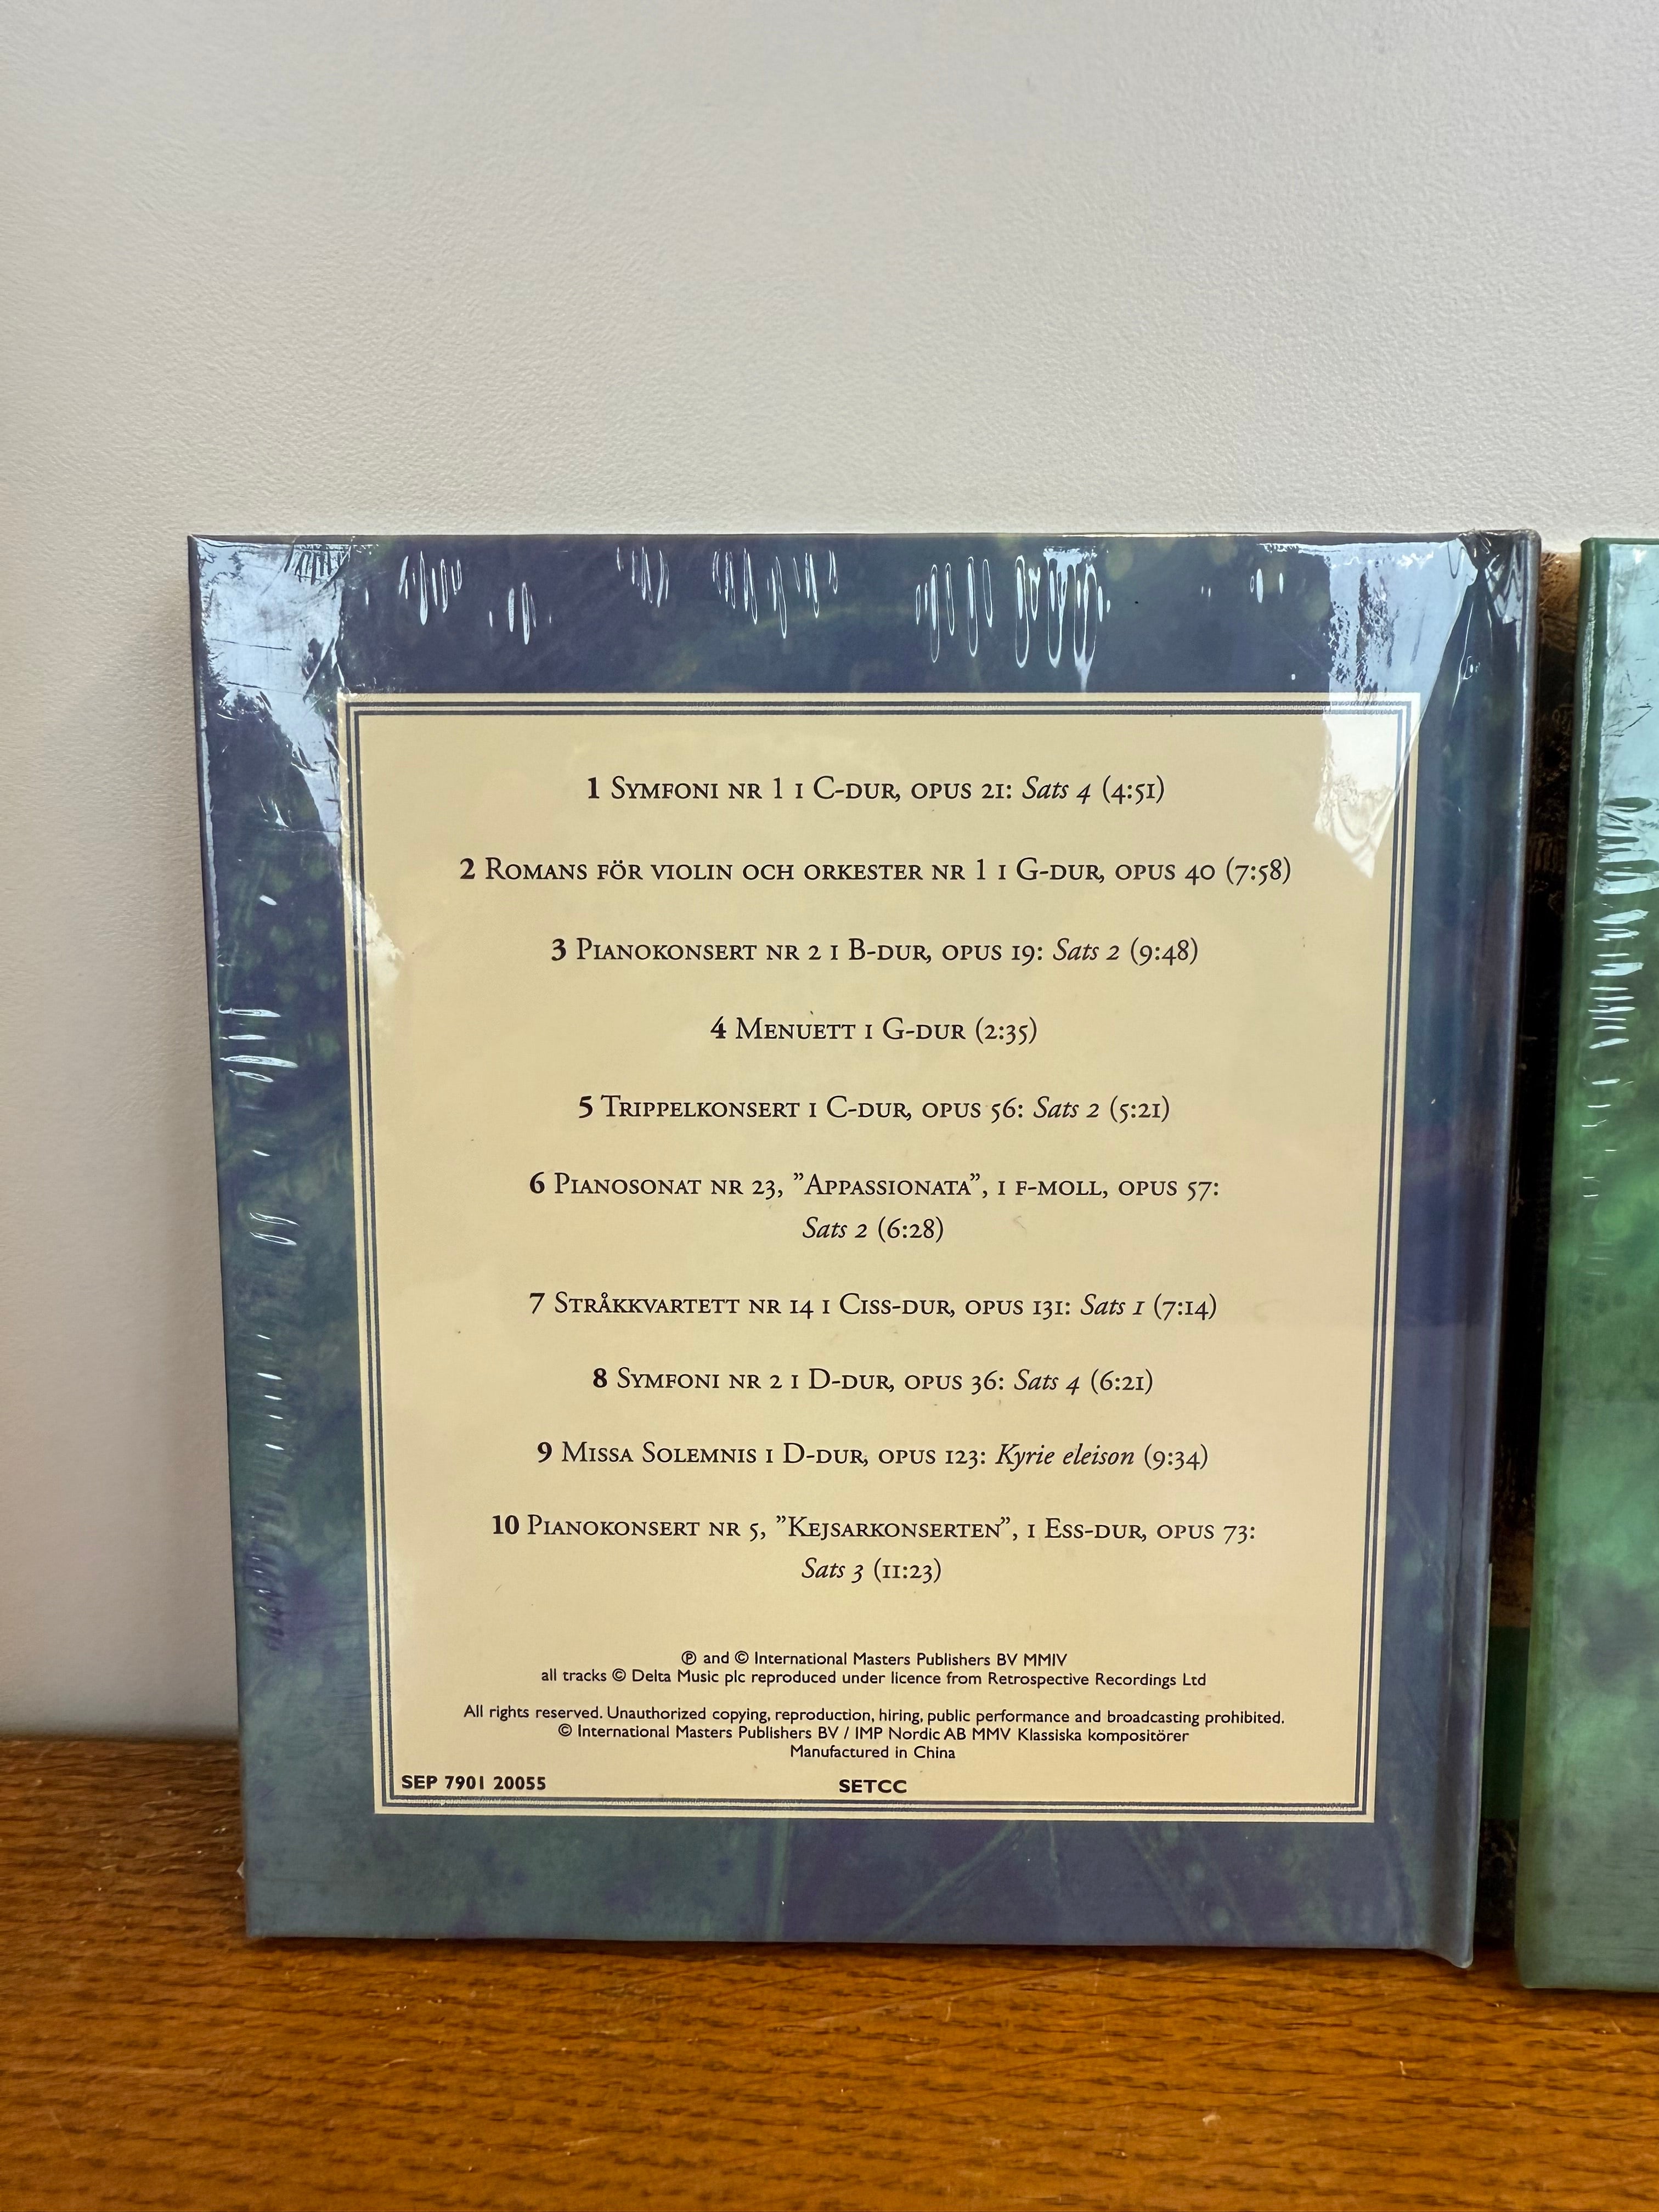 1 Symfoni nr 1 i C-dur, opus 21: Sats 4 (4:51)
2 Romans för violin och orkester nr 1 i G-dur, opus 40 (7:58)
3 Pianokonsert nr 2 i B-dur, opus 19: Sats 2 (9:48)
4 Menuett i G-dur (2:35)
5 Trippelkonsert i C-dur, opus 56: Sats 2 (5:21)
6 Pianosonat nr 23, ”Appassionata”, i f-moll, opus 57:
Sats 2 (6:28)
7 Stråkkvartett nr 14 i Ciss-dur, opus 131: Sats 1 (7:14)
8 Symfoni nr 2 i D-dur, opus 36: Sats 4 (6:21)
9 Missa Solemnis i D-dur, opus 123: Kyrie eleison (9:34)
10 Pianokonsert nr 5, ”Kejsarkonserten”, i Ess-dur, opus 73:
Sats 3 (11:23)
℗ and © International Masters Publishers BV MMIV
all tracks © Delta Music plc reproduced under licence from Retrospective Recordings Ltd
All rights reserved. Unauthorized copying, reproduction, hiring, public performance and broadcasting prohibited.
© International Masters Publishers BV / IMP Nordic AB MMV Klassiska kompositörer
Manufactured in China
SEP 7901 20055 SETCC